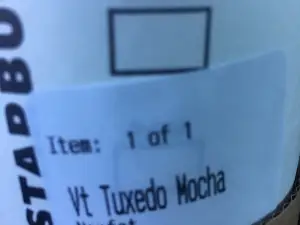 STARBU
Item: 1 of 1
Vt Tuxedo Mocha